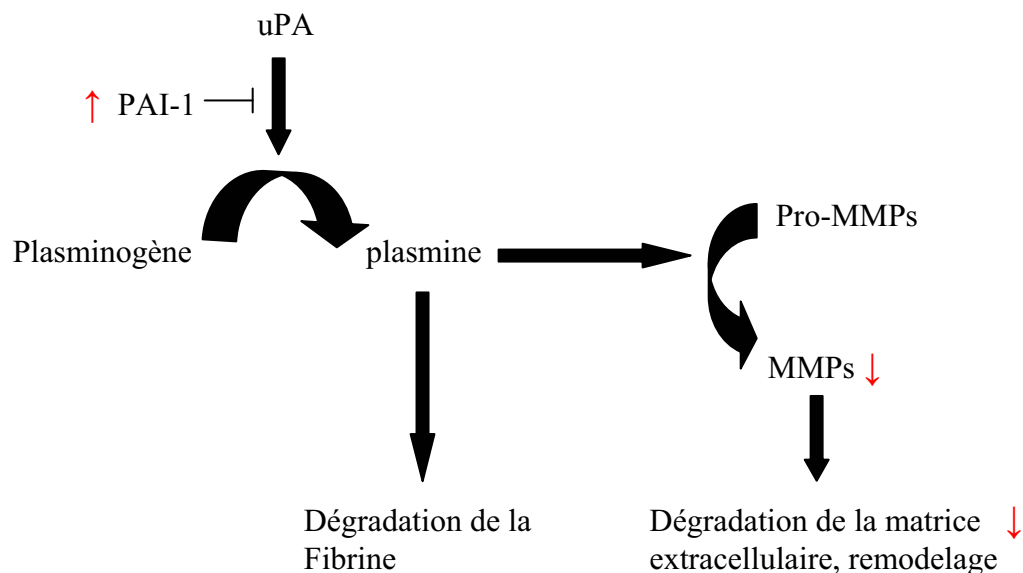 uPA
↑ PAI-1
Plasminogène
plasmine
Pro-MMPs
MMPs ↓
Dégradation de la
Fibrine
Dégradation de la matrice ↓
extracellulaire, remodelage